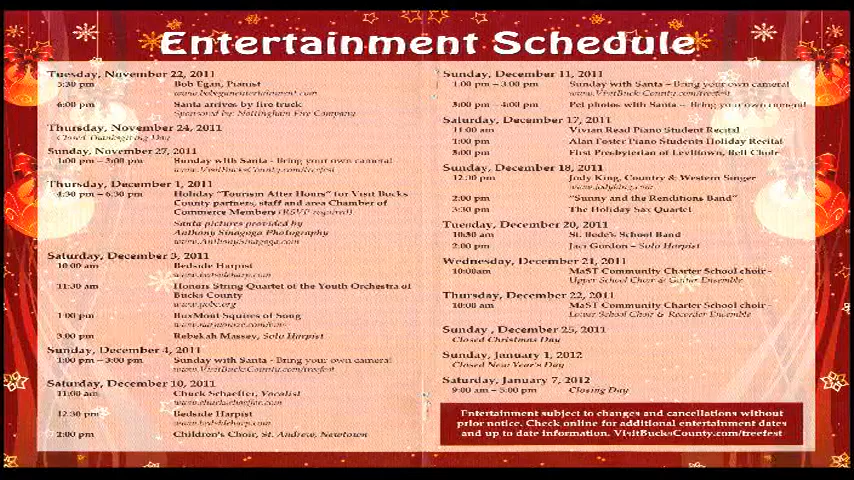 Entertainment Schedule
Tuesday, November 22, 2011
5:30 pm Bob Egan, Pianist
www.bobeganentertainment.com
6:00 pm Santa arrives by fire truck
Sponsored by: Nottingham Fire Company
Thursday, November 24, 2011
Closed Thanksgiving Day
Sunday, November 27, 2011
1:00 pm – 3:00 pm Sunday with Santa - Bring your own camera!
www.VisitBucksCounty.com/treefest
Thursday, December 1, 2011
4:30 pm – 6:30 pm Holiday "Tourism After Hours" for Visit Bucks
County partners, staff and area Chamber of
Commerce Members (RSVP required)
Santa pictures provided by
Anthony Sinagoga Photography
www.AnthonySinagoga.com
Saturday, December 3, 2011
10:00 am Bedside Harpist
www.bedsideharp.com
11:30 am Honors String Quartet of the Youth Orchestra of
Bucks County
www.yobc.org
1:00 pm BuxMont Squires of Song
3:00 pm Rebekah Massey, Solo Harpist
Sunday, December 4, 2011
1:00 pm – 3:00 pm Sunday with Santa - Bring your own camera!
www.VisitBucksCounty.com/treefest
Saturday, December 10, 2011
11:00 am Chuck Schaeffer, Vocalist
www.chuckschaeffer.com
12:30 pm Bedside Harpist
www.bedsideharp.com
2:00 pm Children's Choir, St. Andrew, Newtown
Sunday, December 11, 2011
1:00 pm – 3:00 pm Sunday with Santa – Bring your own camera!
www.VisitBucksCounty.com/treefest
3:00 pm – 4:00 pm Pet photos with Santa – Bring your own camera!
Saturday, December 17, 2011
11:00 am Vivian Read Piano Student Recital
1:00 pm Alan Foster Piano Students Holiday Recital
3:00 pm First Presbyterian of Levittown, Bell Choir
Sunday, December 18, 2011
12:30 pm Jody King, Country & Western Singer
www.jodyking.net
2:00 pm "Sunny and the Renditions Band"
3:30 pm The Holiday Sax Quartet
Tuesday, December 20, 2011
10:30 am St. Bede's School Band
2:00 pm Jaci Gordon – Solo Harpist
Wednesday, December 21, 2011
10:00am MaST Community Charter School choir -
Upper School Choir & Guitar Ensemble
Thursday, December 22, 2011
10:00 am MaST Community Charter School choir -
Lower School Choir & Recorder Ensemble
Sunday , December 25, 2011
Closed Christmas Day
Sunday, January 1, 2012
Closed New Year's Day
Saturday, January 7, 2012
9:00 am – 5:00 pm Closing Day
Entertainment subject to changes and cancellations without
prior notice. Check online for additional entertainment dates
and up to date information. VisitBucksCounty.com/treefest